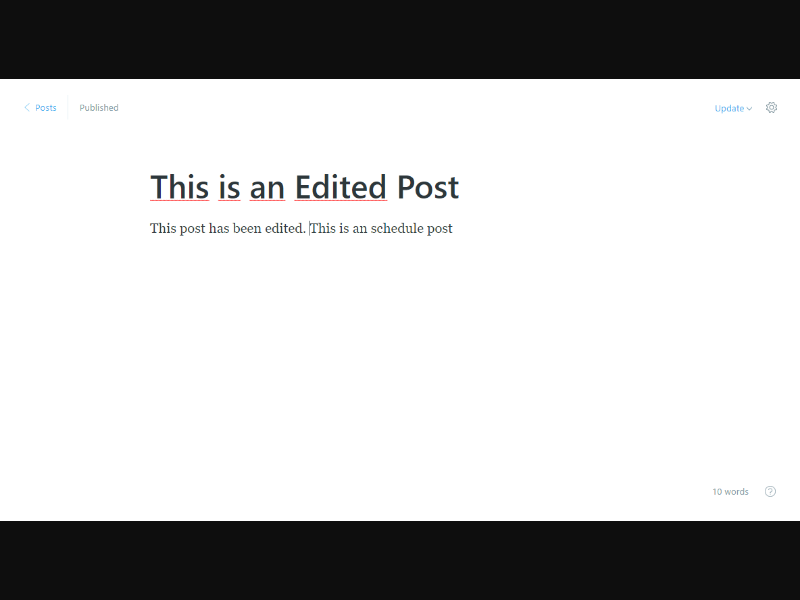 Posts
Published
Update
This is an Edited Post
This post has been edited. This is an schedule post
10 words